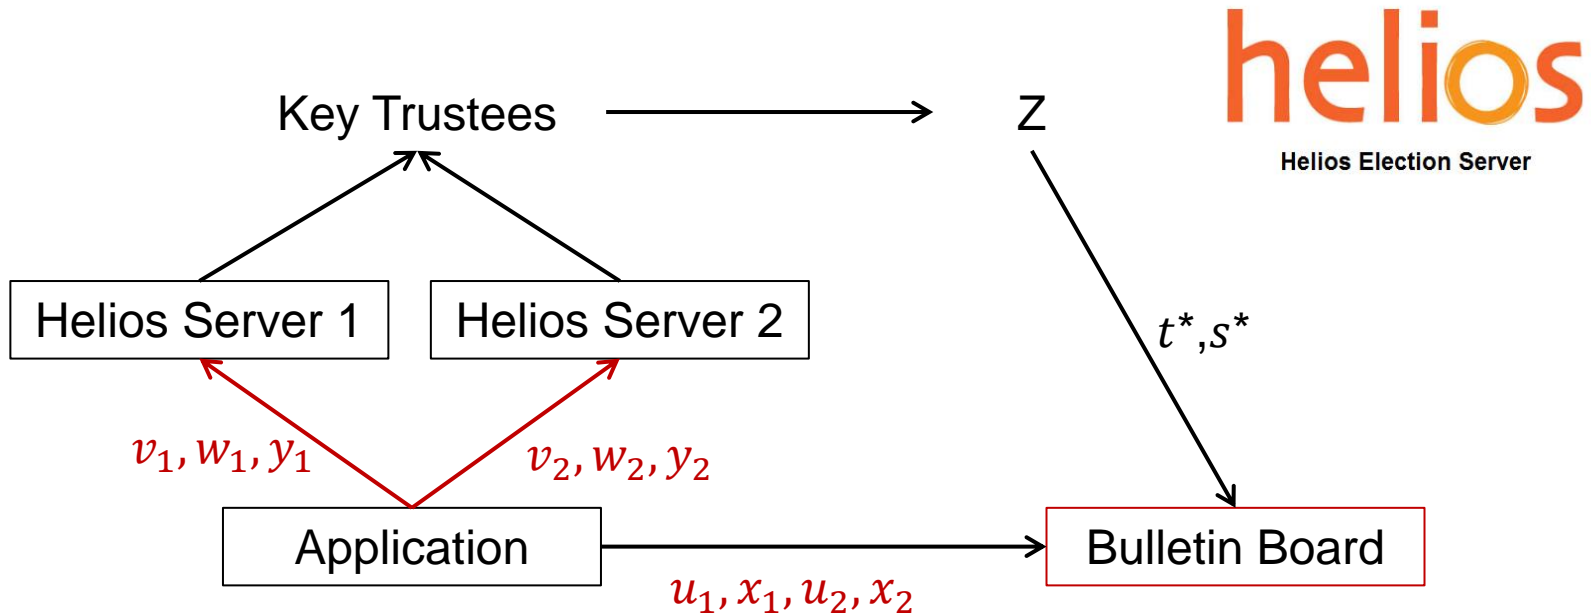 helios
Helios Election Server
Key Trustees
Z
Helios Server 1
Helios Server 2
t*,s*
v₁, w₁, y₁
v₂, w₂, y₂
Application
Bulletin Board
u₁, x₁, u₂, x₂